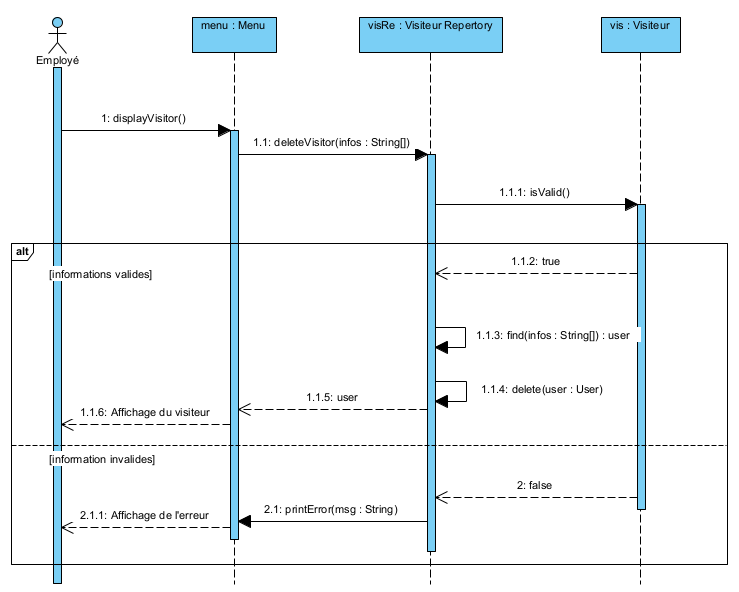 menu : Menu
visRe : Visiteur Repertory
vis : Visiteur
Employé
1: displayVisitor()
1.1: deleteVisitor(infos : String[])
1.1.1: isValid()
alt
[informations valides]
1.1.2: true
1.1.3: find(infos : String[]) : user
1.1.4: delete(user : User)
1.1.5: user
1.1.6: Affichage du visiteur
[information invalides]
2: false
2.1: printError(msg : String)
2.1.1: Affichage de l'erreur